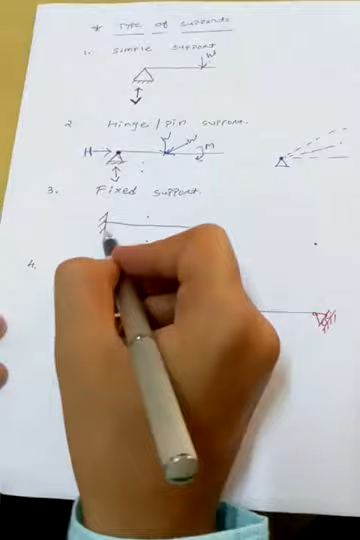 * Type of supports
1. Simple support
W
2 Hinge/pin support.
H W M
3. Fixed support.
4.